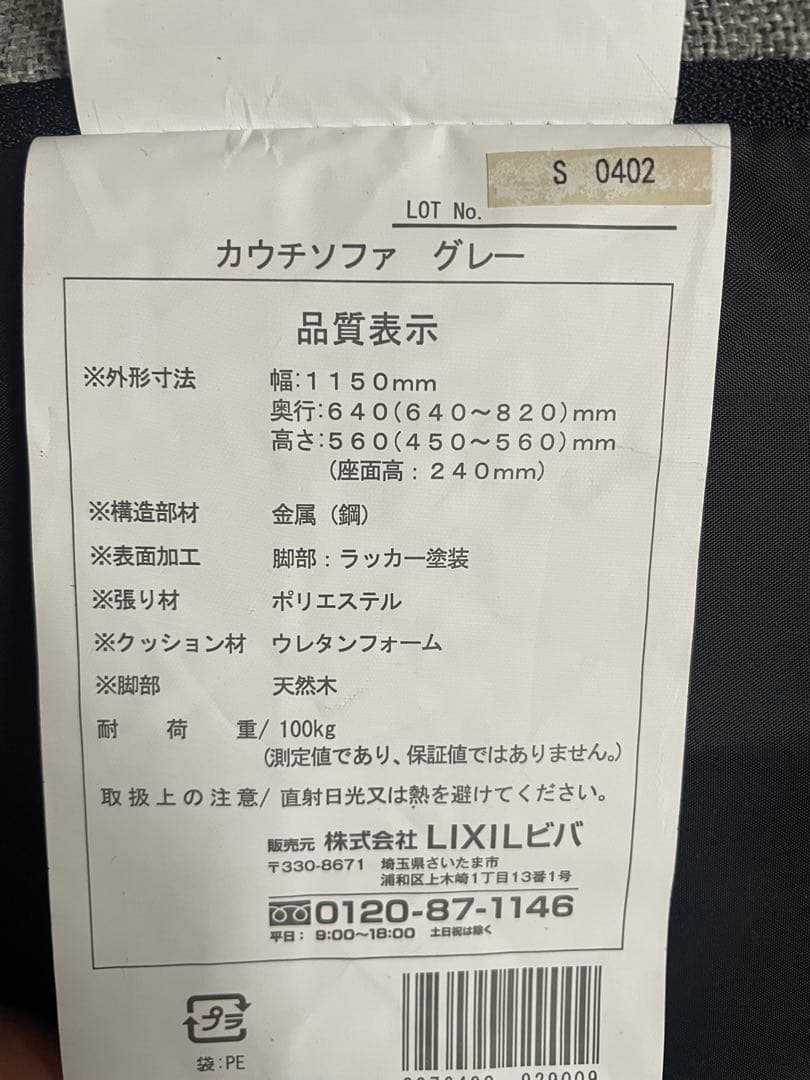 S 0402
LOT No.
カウチソファ グレー
品質表示
※外形寸法 幅:1150mm
奥行:640(640～820)mm
高さ:560(450～560)mm
(座面高:240mm)
※構造部材 金属(鋼)
※表面加工 脚部:ラッカー塗装
※張り材 ポリエステル
※クッション材 ウレタンフォーム
※脚部 天然木
耐荷重/ 100kg
(測定値であり、保証値ではありません。)
取扱上の注意/ 直射日光又は熱を避けてください。
販売元 株式会社 LIXILビバ
〒330-8671 埼玉県さいたま市
浦和区上木崎1丁目13番1号
0120-87-1146
平日: 9:00～18:00 土日祝は除く
プラ
袋:PE